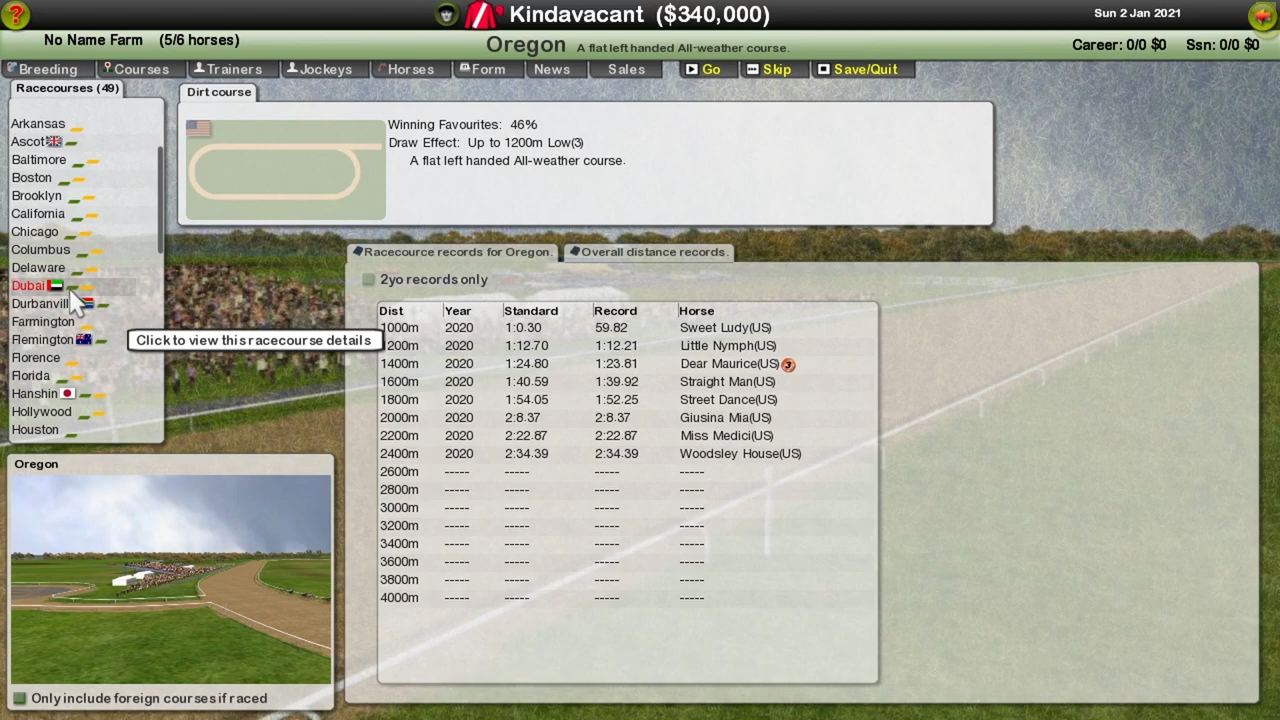 Kindavacant ($340,000)
Sun 2 Jan 2021
No Name Farm (5/6 horses)
Oregon A flat left handed All-weather course.
Career: 0/0 $0 Ssn: 0/0 $0
Breeding Courses Trainers Jockeys Horses Form News Sales Go Skip Save/Quit
Racecourses (49)
Arkansas
Ascot
Baltimore
Boston
Brooklyn
California
Chicago
Columbus
Delaware
Dubai
Durbanvill
Farmington
Flemington
Florence
Florida
Hanshin
Hollywood
Houston
Click to view this racecourse details
Dirt course
Winning Favourites: 46%
Draw Effect: Up to 1200m Low(3)
A flat left handed All-weather course.
Racecource records for Oregon. Overall distance records.
2yo records only
Dist Year Standard Record Horse
1000m 2020 1:0.30 59.82 Sweet Ludy(US)
200m 2020 1:12.70 1:12.21 Little Nymph(US)
1400m 2020 1:24.80 1:23.81 Dear Maurice(US) 3
1600m 2020 1:40.59 1:39.92 Straight Man(US)
1800m 2020 1:54.05 1:52.25 Street Dance(US)
2000m 2020 2:8.37 2:8.37 Giusina Mia(US)
2200m 2020 2:22.87 2:22.87 Miss Medici(US)
2400m 2020 2:34.39 2:34.39 Woodsley House(US)
2600m ----- ----- ----- -----
2800m ----- ----- ----- -----
3000m ----- ----- ----- -----
3200m ----- ----- ----- -----
3400m ----- ----- ----- -----
3600m ----- ----- ----- -----
3800m ----- ----- ----- -----
4000m ----- ----- ----- -----
Oregon
Only include foreign courses if raced